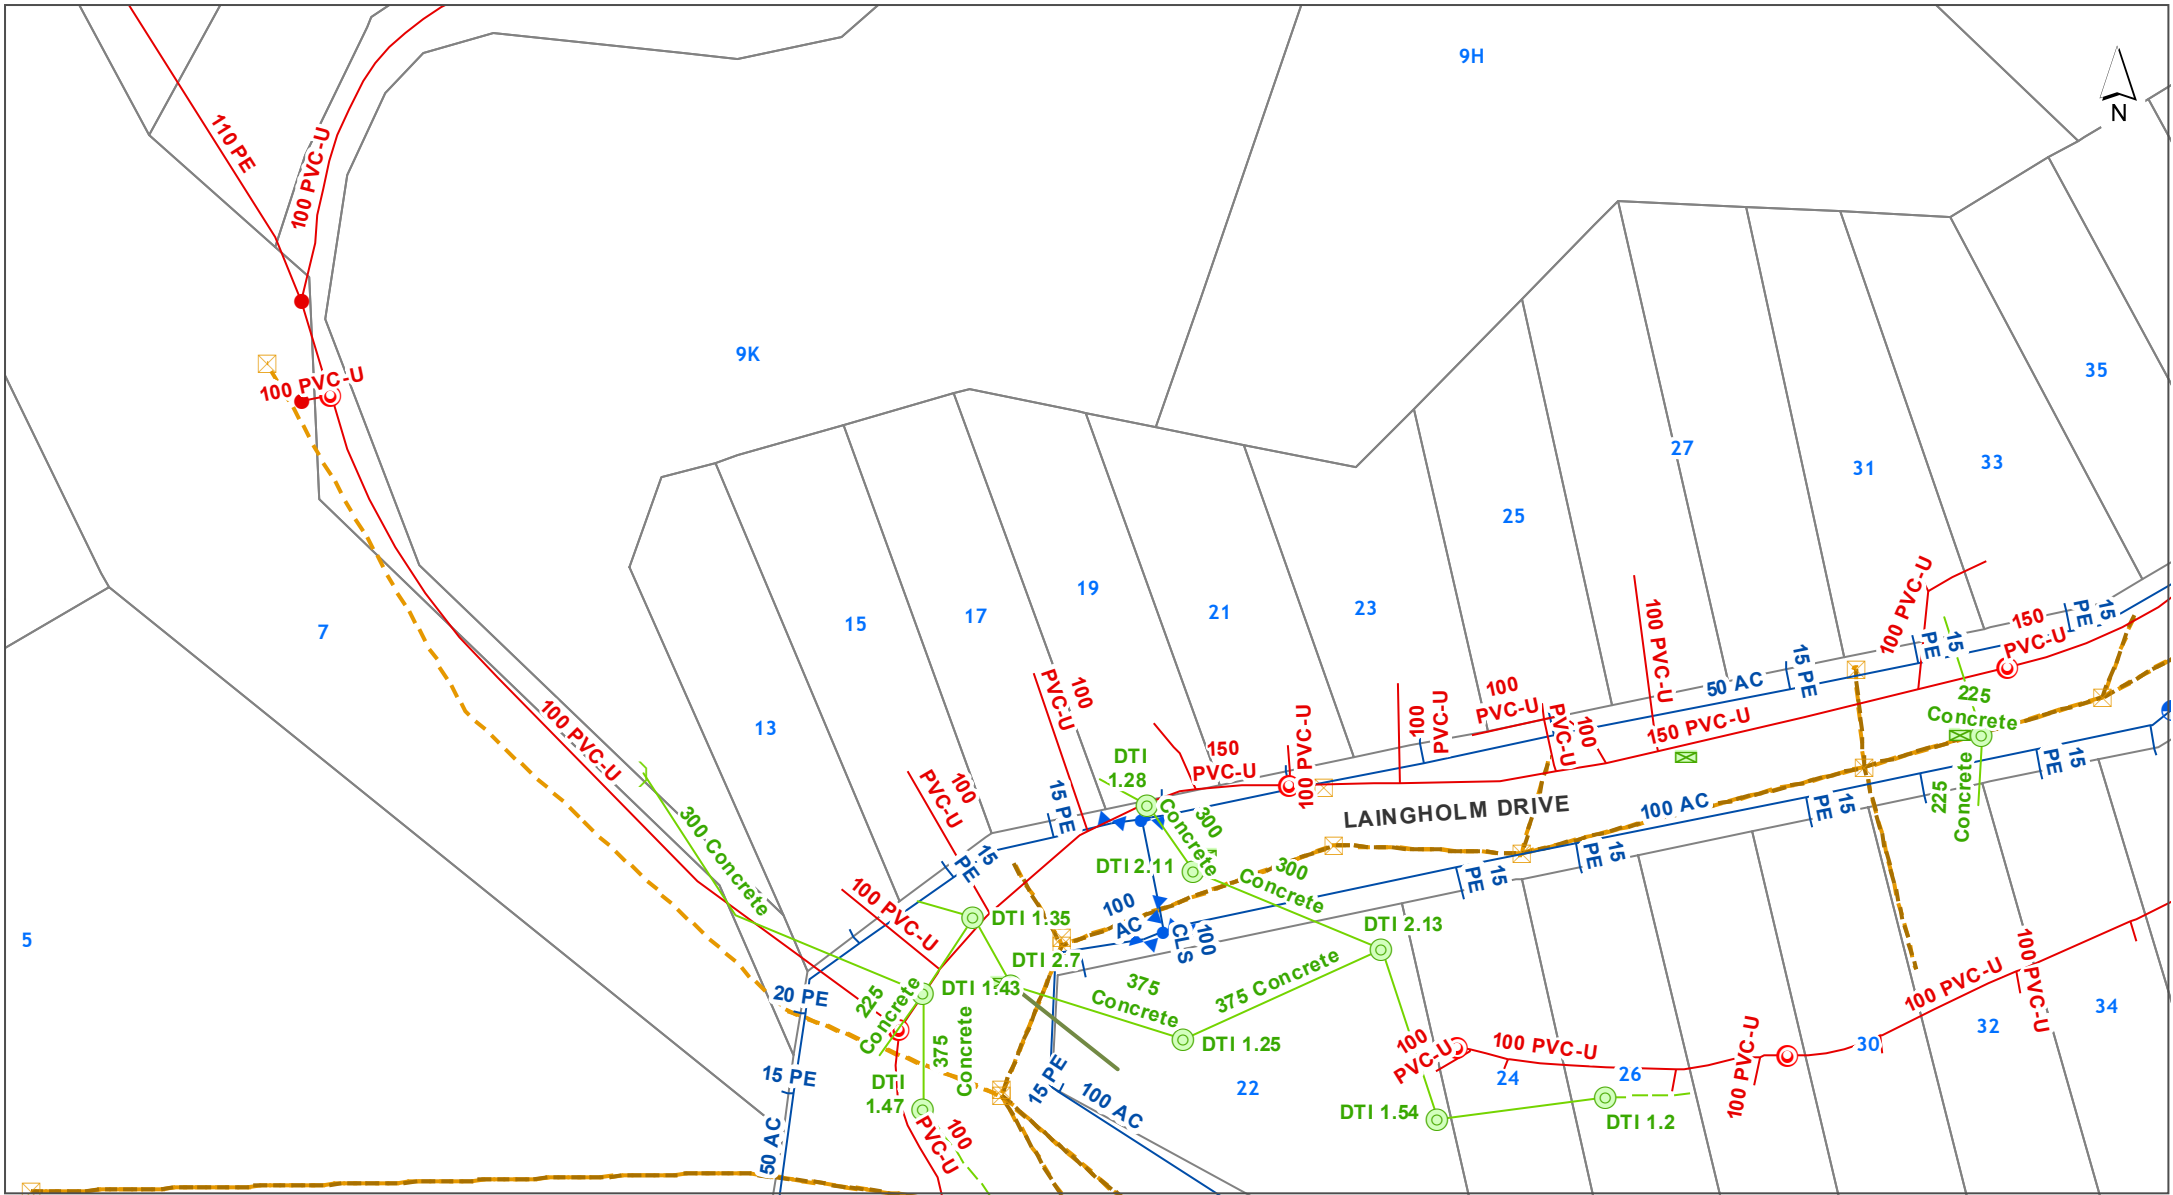 9H
N
110 PE
100 PVC-U
9K
100 PVC-U
35
27
31
33
25
19
23
21
17
15
7
13
100 PVC-U
100
PVC-U
100 PVC-U
150
PVC-U
15
PE
15
PE
15 PE
50 AC
100
PVC-U
100
PVC-U
100
PVC-U
150 PVC-U
225
Concrete
100 PVC-U
150
PVC-U
DTI
1.28
300
Concrete
100 PVC-U
LAINGHOLM DRIVE
100 AC
15
PE
15
PE
225
Concrete
100
PVC-U
15 PE
300 Concrete
15
PE
DTI 2.11
300
Concrete
15
PE
15
PE
100 PVC-U
DTI 1.35
100
AC
100
CLS
DTI 2.13
5
DTI 2.7
DTI 1.43
20 PE
225
Concrete
375
Concrete
375 Concrete
100 PVC-U
100 PVC-U
34
32
30
DTI 1.25
375
Concrete
100
PVC-U
100 PVC-U
24
26
100 PVC-U
15 PE
DTI
1.47
15 PE
100 AC
22
DTI 1.54
DTI 1.2
50 AC
100
PVC-U